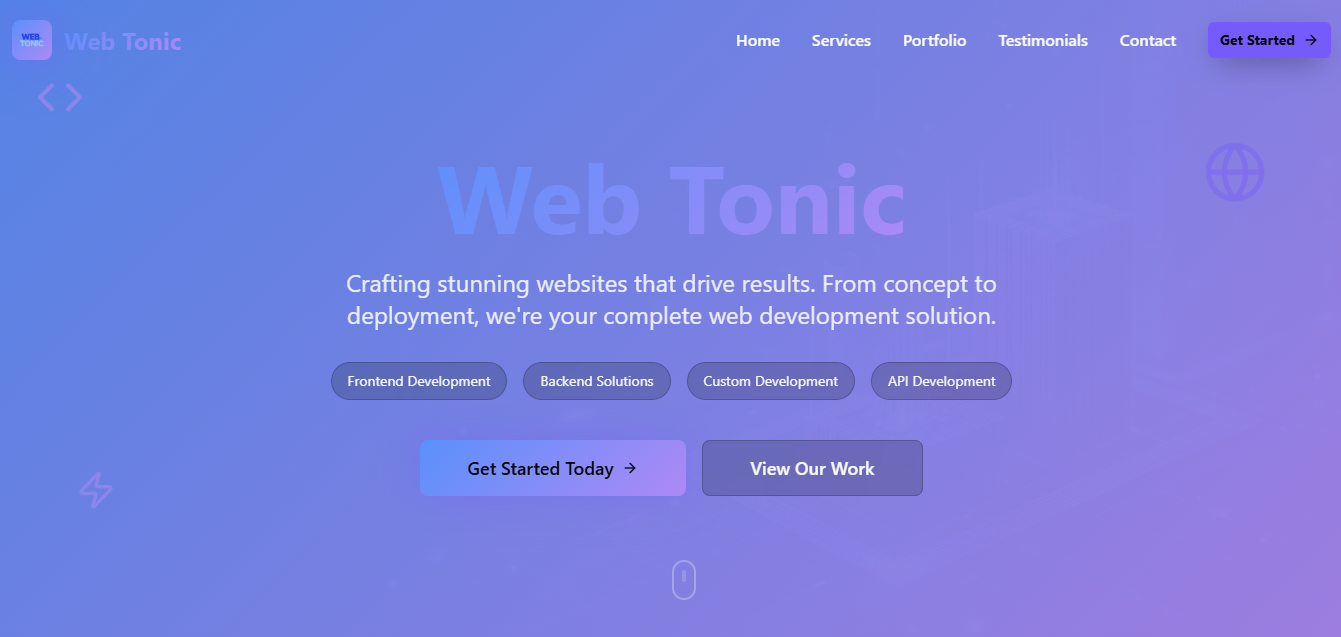 WEB
TONIC
Web Tonic
Home
Services
Portfolio
Testimonials
Contact
Get Started
Web Tonic
Crafting stunning websites that drive results. From concept to
deployment, we're your complete web development solution.
Frontend Development
Backend Solutions
Custom Development
API Development
Get Started Today
View Our Work